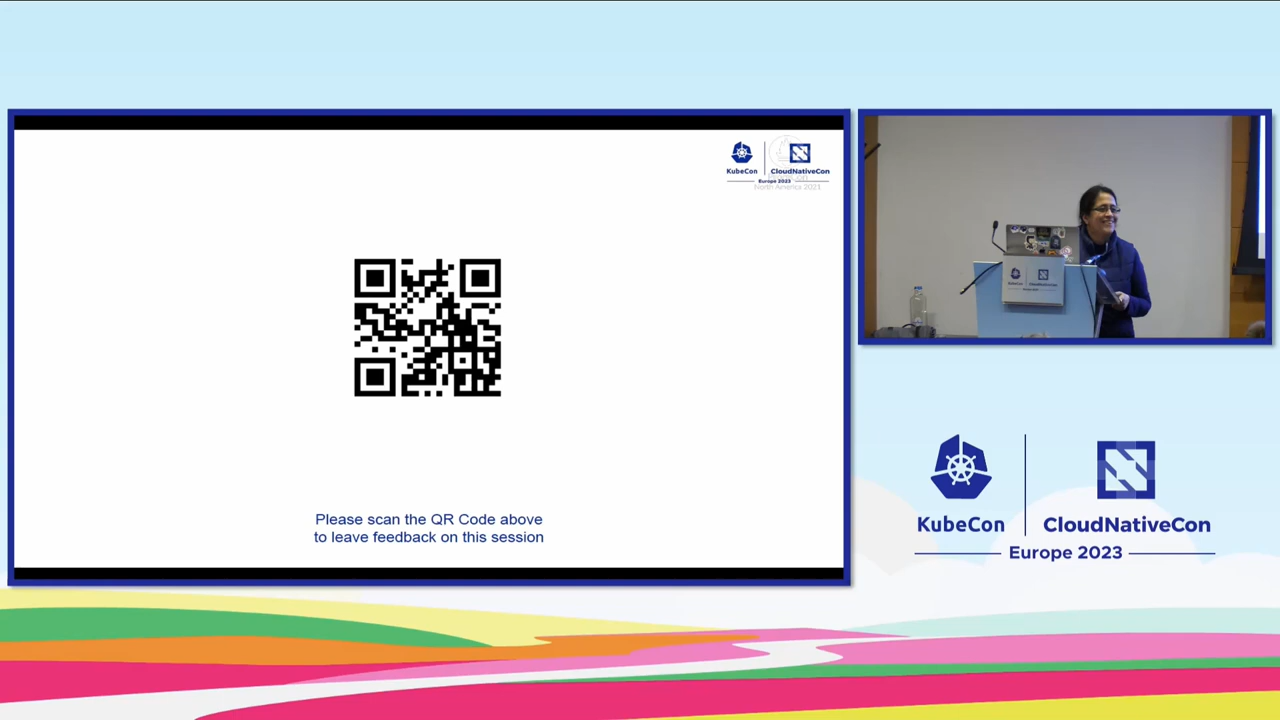 KubeCon
CloudNativeCon
Europe 2023
North America 2021
Please scan the QR Code above
to leave feedback on this session
KubeCon
CloudNativeCon
Europe 2023